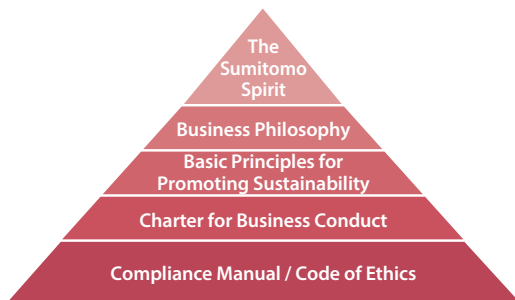 The
Sumitomo
Spirit
Business Philosophy
Basic Principles for
Promoting Sustainability
Charter for Business Conduct
Compliance Manual / Code of Ethics